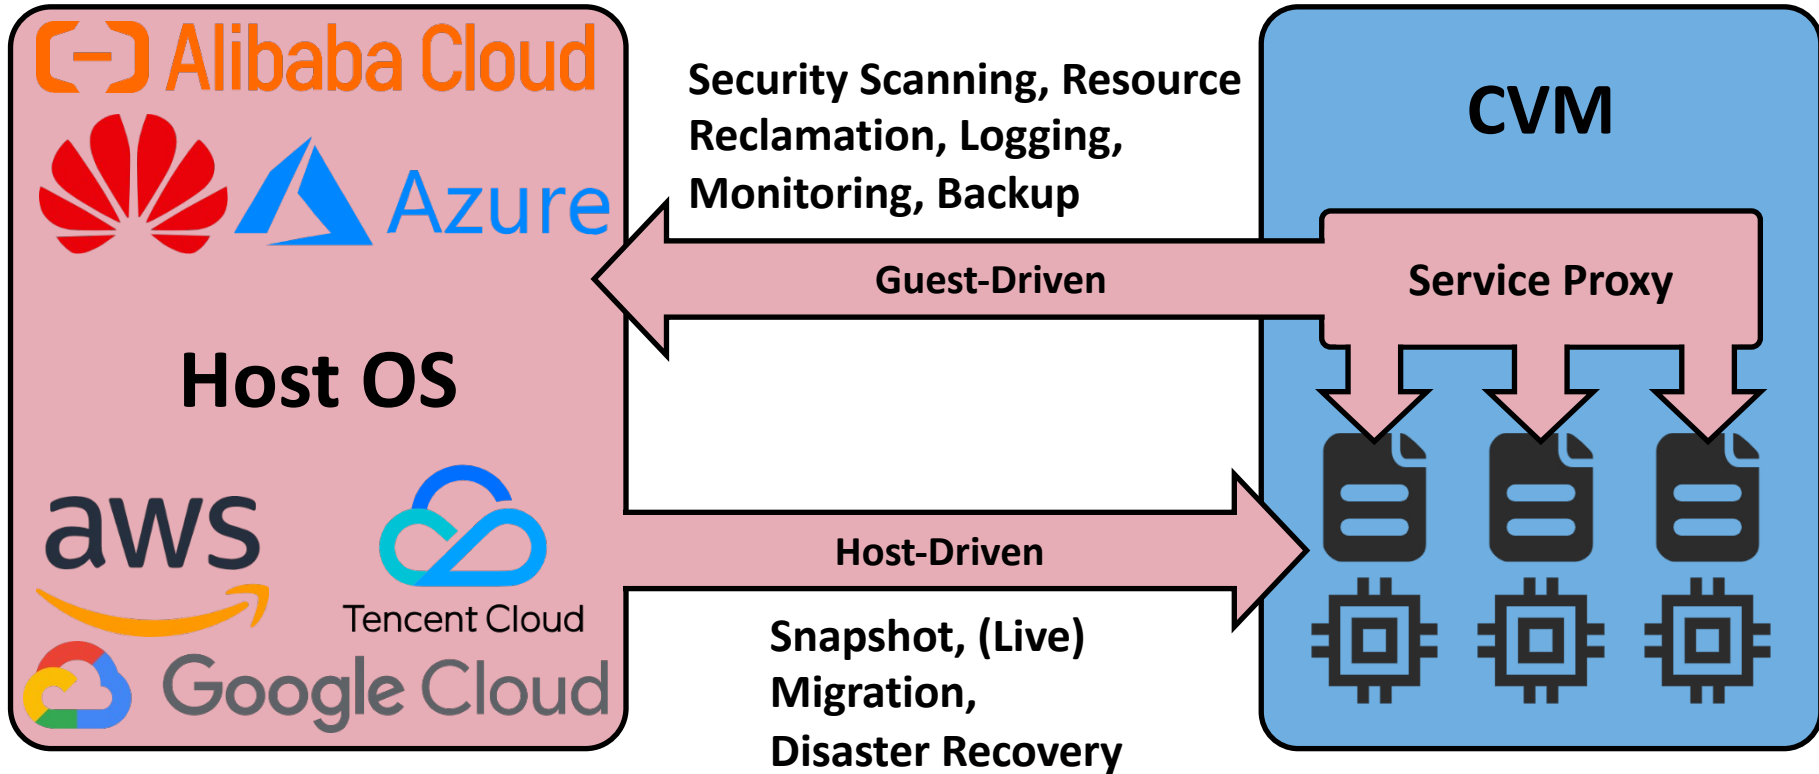 Alibaba Cloud
Azure
Host OS
aws
Tencent Cloud
Google Cloud
Security Scanning, Resource
Reclamation, Logging,
Monitoring, Backup
Guest-Driven
Host-Driven
Snapshot, (Live)
Migration,
Disaster Recovery
CVM
Service Proxy